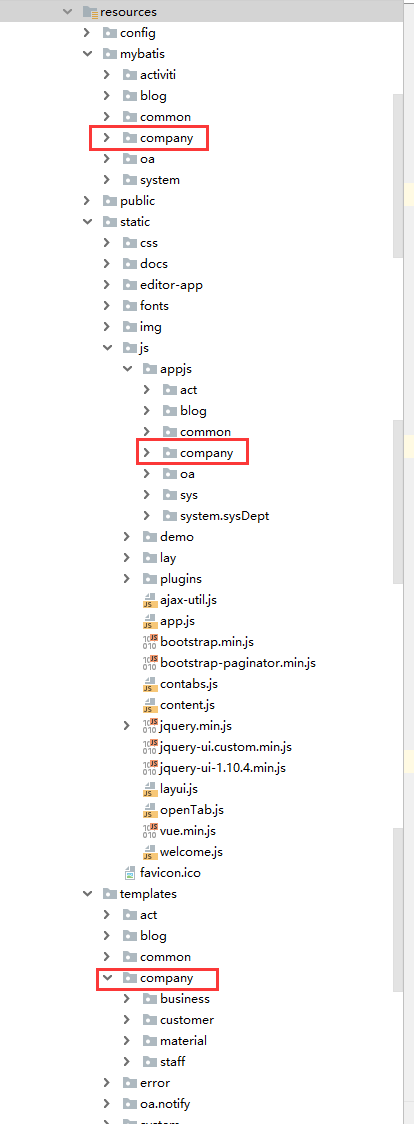 resources
config
mybatis
activiti
blog
common
company
oa
system
public
static
css
docs
editor-app
fonts
img
js
appjs
act
blog
common
company
oa
sys
system.sysDept
demo
lay
plugins
ajax-util.js
app.js
bootstrap.min.js
bootstrap-paginator.min.js
contabs.js
content.js
jquery.min.js
jquery-ui.custom.min.js
jquery-ui-1.10.4.min.js
layui.js
openTab.js
vue.min.js
welcome.js
favicon.ico
templates
act
blog
common
company
business
customer
material
staff
error
oa.notify